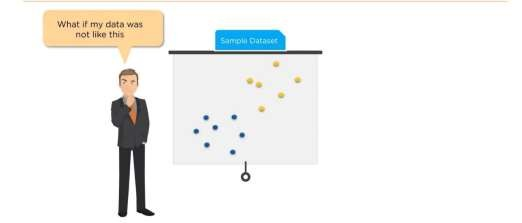 What if my data was
not like this
Sample Dataset